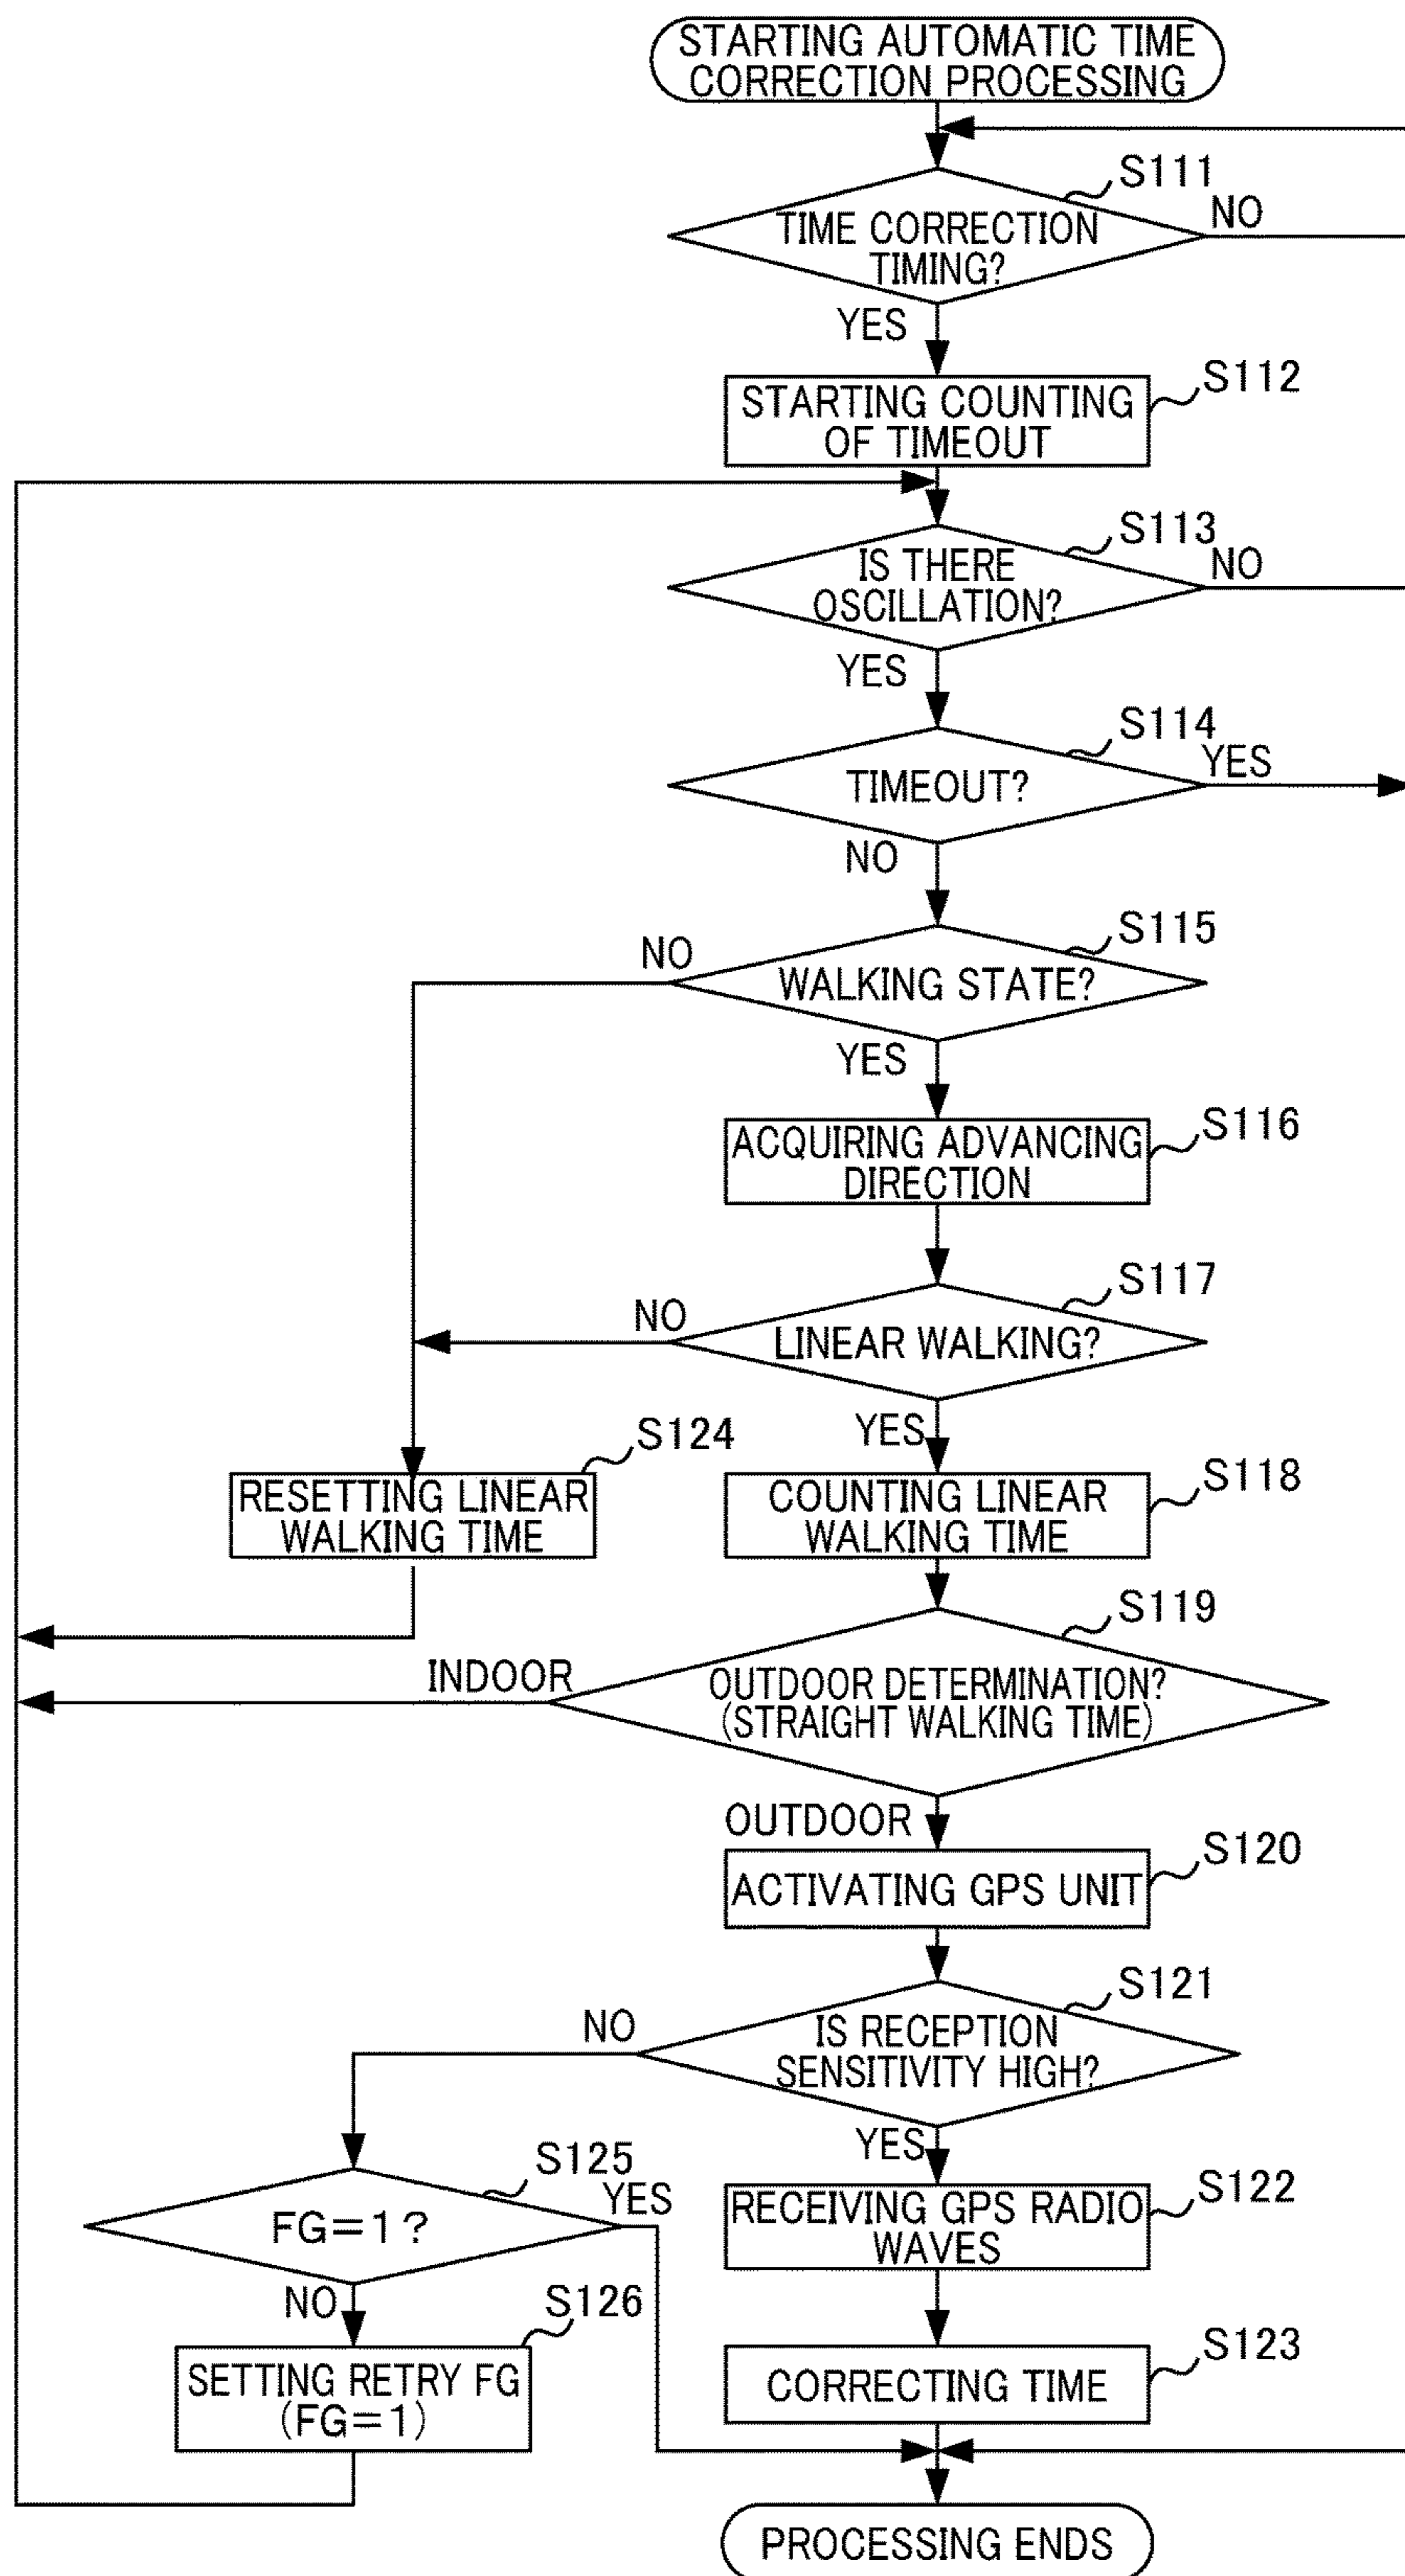 STARTING AUTOMATIC TIME
CORRECTION PROCESSING
S111
TIME CORRECTION
TIMING?
NO
YES
S112
STARTING COUNTING
OF TIMEOUT
S113
IS THERE
OSCILLATION?
NO
YES
S114
TIMEOUT?
YES
NO
S115
NO
WALKING STATE?
YES
S116
ACQUIRING ADVANCING
DIRECTION
S117
NO
LINEAR WALKING?
YES
S124
RESETTING LINEAR
WALKING TIME
S118
COUNTING LINEAR
WALKING TIME
S119
INDOOR
OUTDOOR DETERMINATION?
(STRAIGHT WALKING TIME)
OUTDOOR
S120
ACTIVATING GPS UNIT
S121
NO
IS RECEPTION
SENSITIVITY HIGH?
YES
S125
YES
FG=1?
NO
S122
RECEIVING GPS RADIO
WAVES
S126
SETTING RETRY FG
(FG=1)
S123
CORRECTING TIME
PROCESSING ENDS